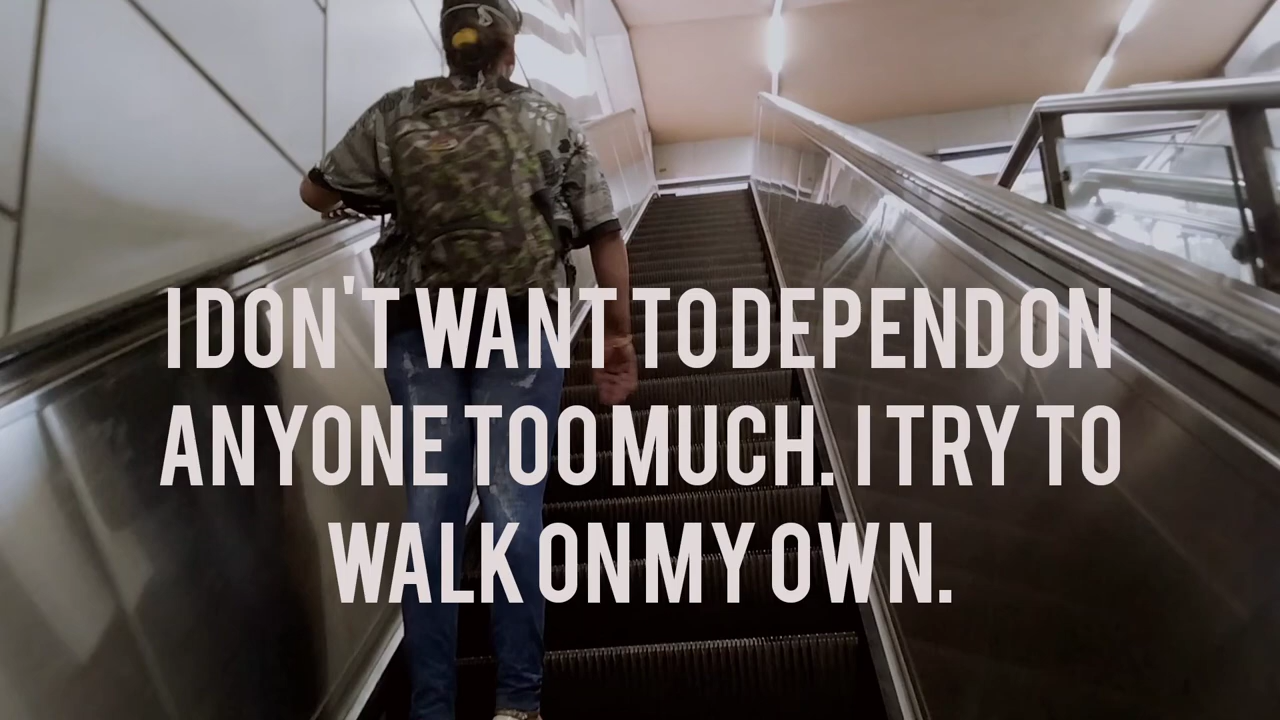 I DON'T WANT TO DEPEND ON
ANYONE TOO MUCH. I TRY TO
WALK ON MY OWN.